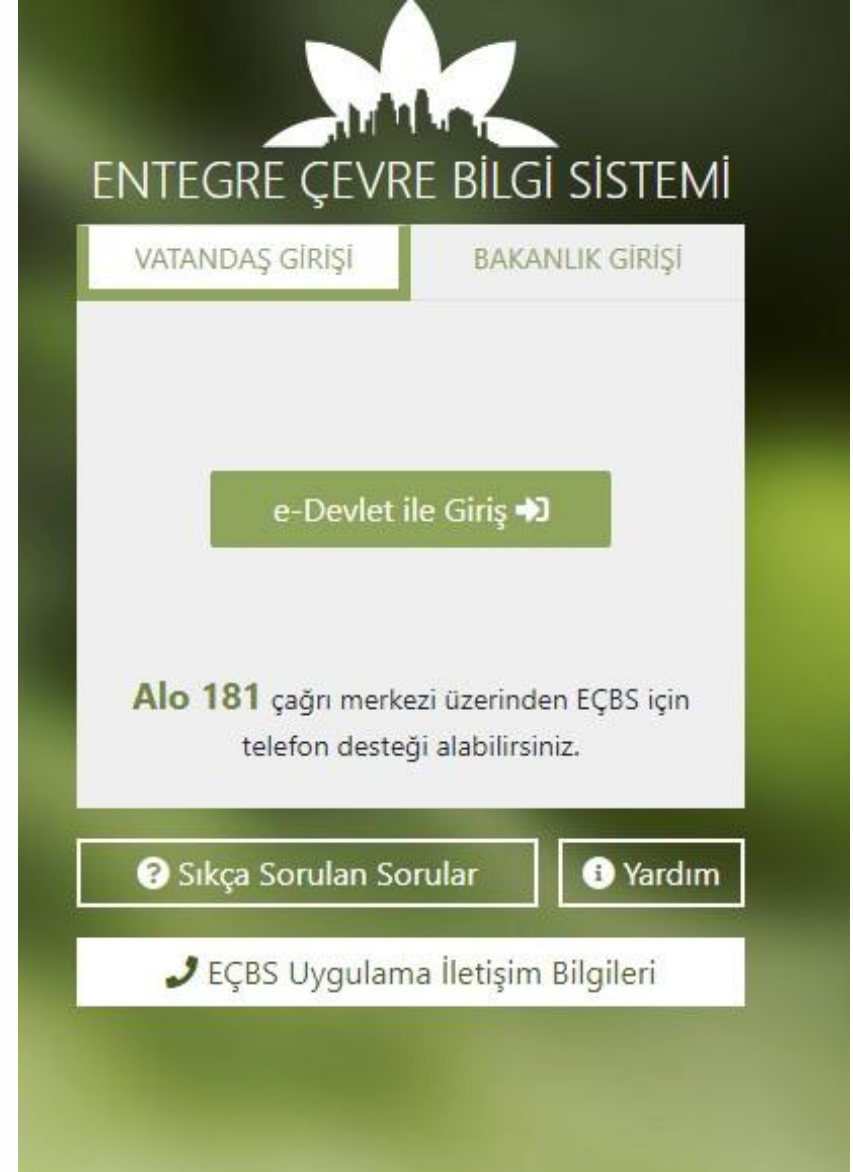 ENTEGRE ÇEVRE BİLGİ SİSTEMİ
VATANDAŞ GİRİŞİ
BAKANLIK GİRİŞİ
e-Devlet ile Giriş
Alo 181 çağrı merkezi üzerinden EÇBS için
telefon desteği alabilirsiniz.
Sıkça Sorulan Sorular
Yardım
EÇBS Uygulama İletişim Bilgileri